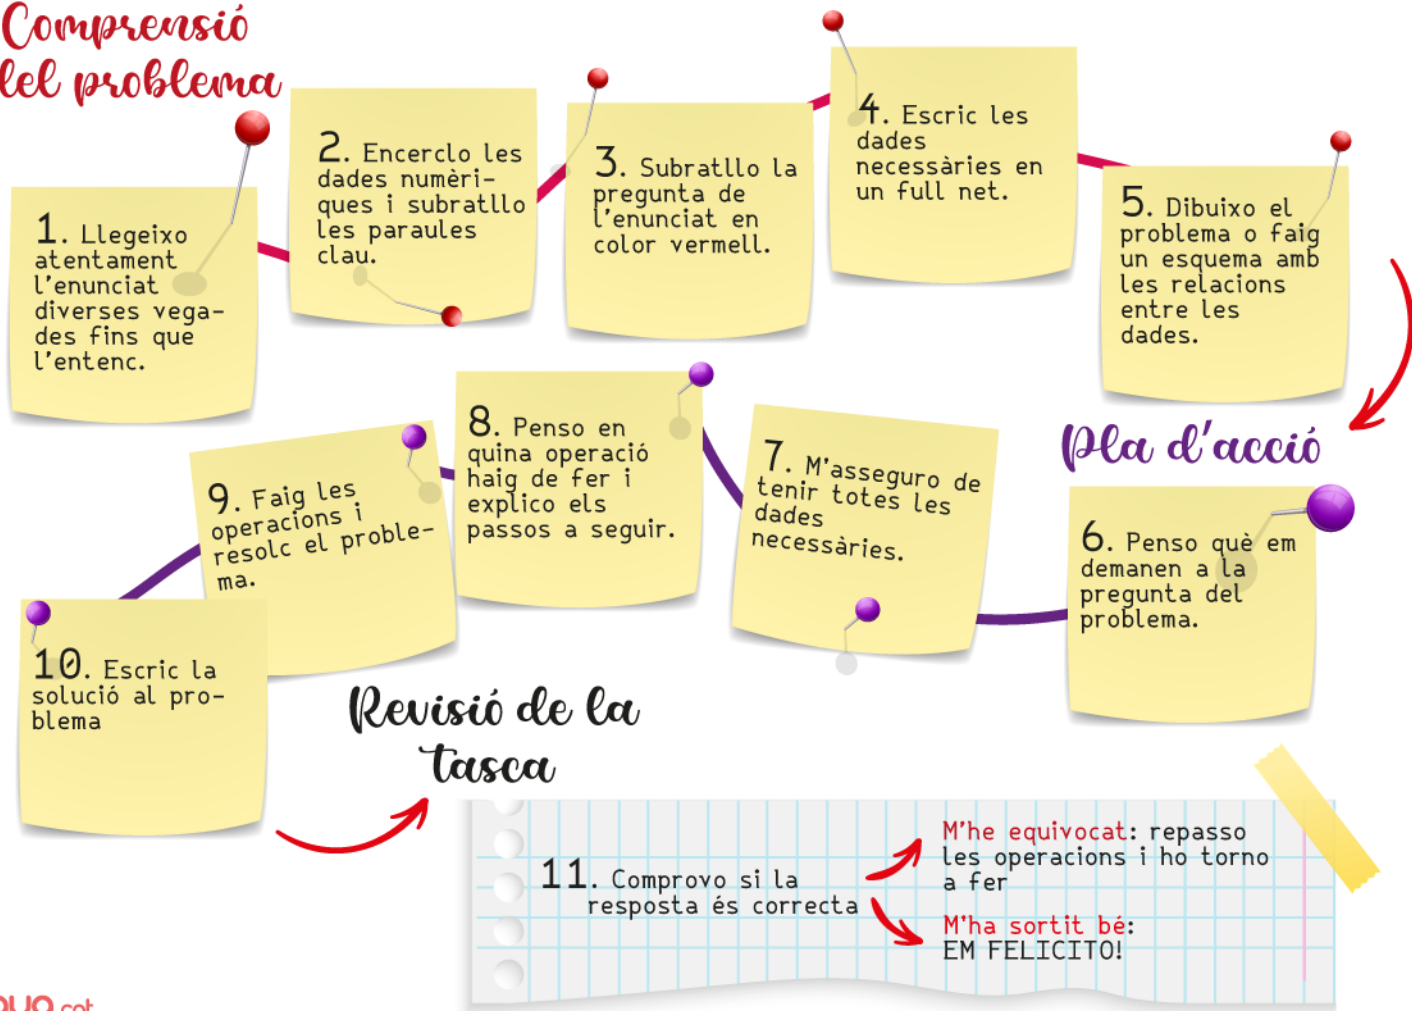 Comprensió
del problema
1. Llegeixo
atentament
l'enunciat
diverses vega-
des fins que
l'entenc.
2. Encerclo les
dades numèri-
ques i subratllo
les paraules
clau.
3. Subratllo la
pregunta de
l'enunciat en
color vermell.
4. Escric les
dades
necessàries en
un full net.
5. Dibuixo el
problema o faig
un esquema amb
les relacions
entre les
dades.
Pla d'acció
6. Penso què em
demanen a la
pregunta del
problema.
7. M'asseguro de
tenir totes les
dades
necessàries.
8. Penso en
quina operació
haig de fer i
explico els
passos a seguir.
9. Faig les
operacions i
resolc el proble-
ma.
10. Escric la
solució al pro-
blema
Revisió de la
tasca
11. Comprovo si la
resposta és correcta
M'he equivocat: repasso
les operacions i ho torno
a fer
M'ha sortit bé:
EM FELICITO!